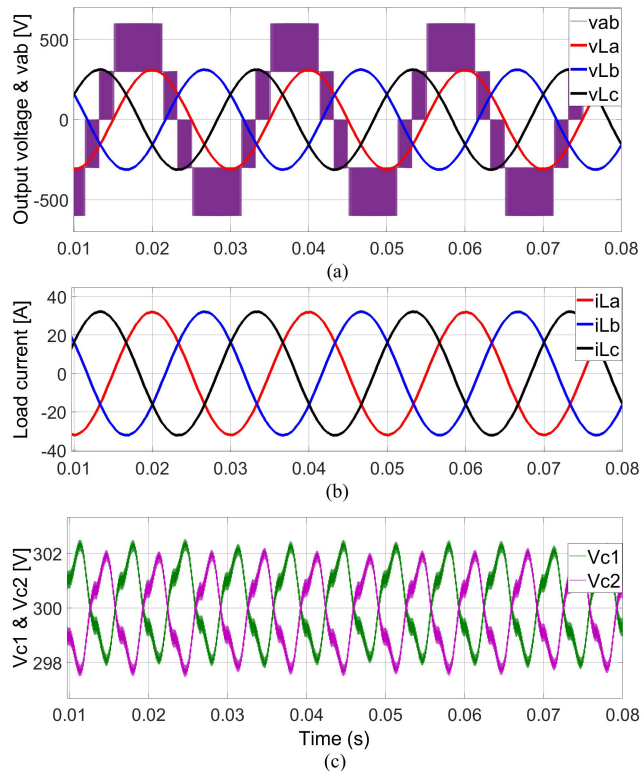 Output voltage & vab [V]
500
0
-500
vab
vLa
vLb
vLc
0.01 0.02 0.03 0.04 0.05 0.06 0.07 0.08
(a)
Load current [A]
40
20
0
-20
-40
iLa
iLb
iLc
0.01 0.02 0.03 0.04 0.05 0.06 0.07 0.08
(b)
Vc1 & Vc2 [V]
302
300
298
Vc1
Vc2
0.01 0.02 0.03 0.04 0.05 0.06 0.07 0.08
Time (s)
(c)